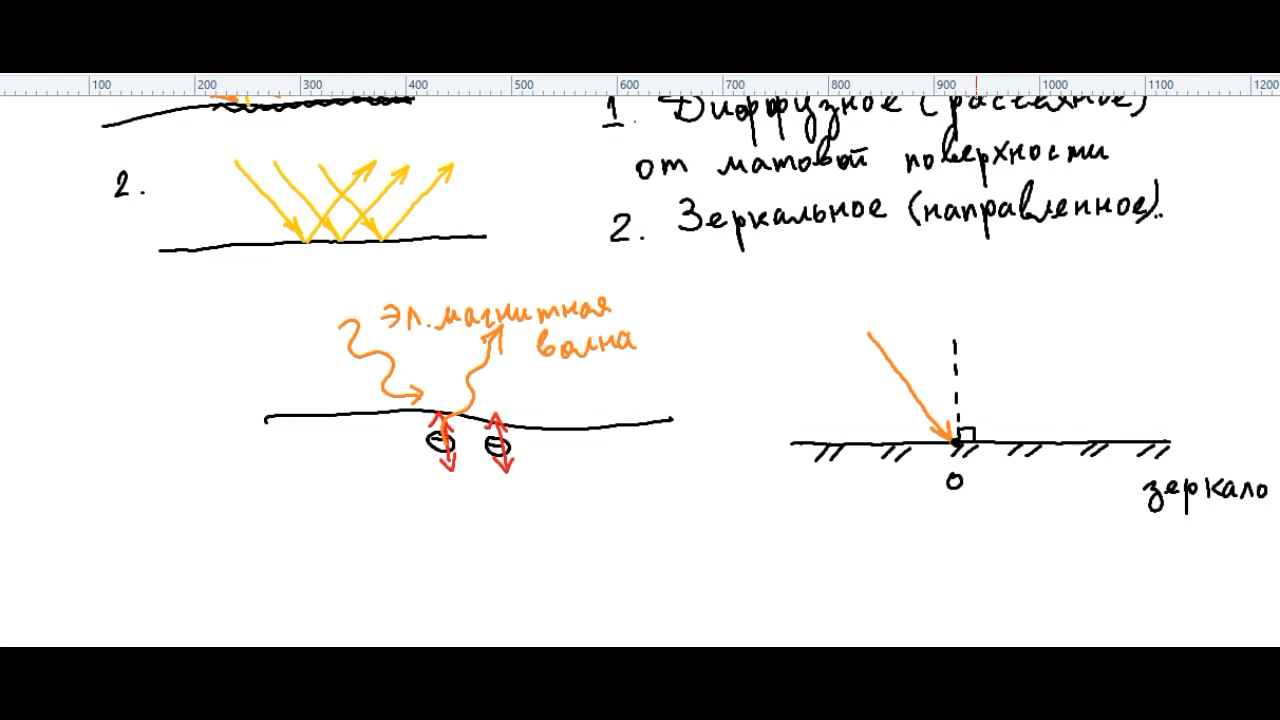 100 200 300 400 500 600 700 800 900 1000 1100 1200
1. Диффузное (рассеянное)
от матовой поверхности
2.
2. Зеркальное (направленное).
Эл. магнитная
волна
O
зеркало